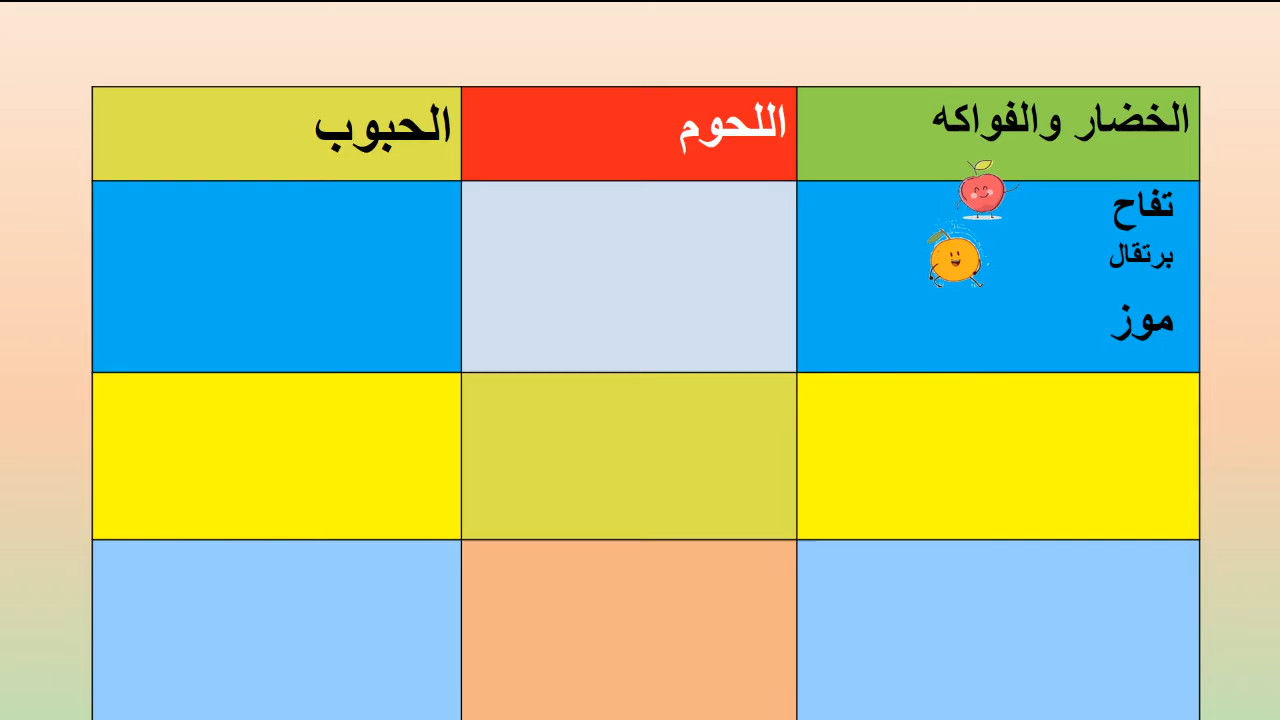 الخضار والفواكه
اللحوم
الحبوب
تفاح
برتقال
موز